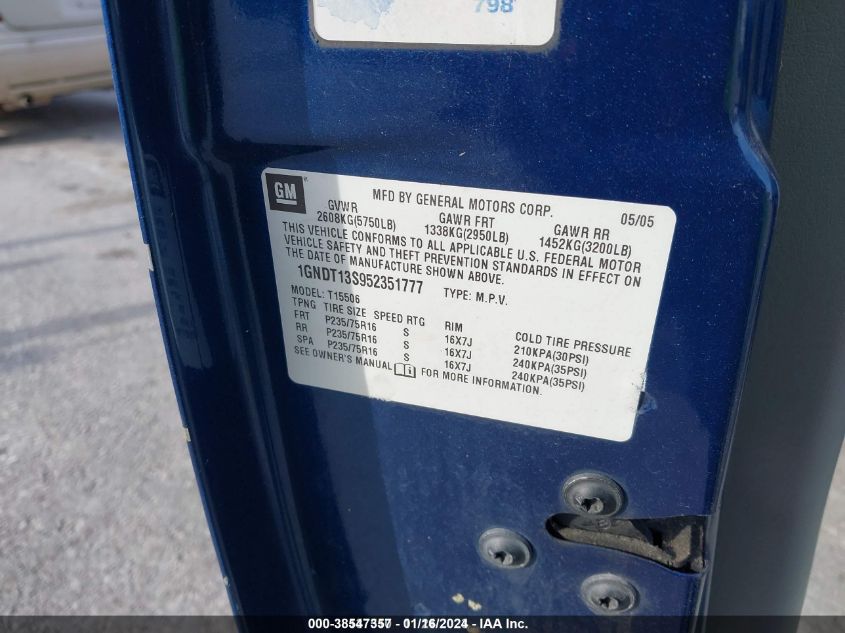 798
GM
MFD BY GENERAL MOTORS CORP. 05/05
GVWR GAWR FRT GAWR RR
2608KG(5750LB) 1338KG(2950LB) 1452KG(3200LB)
THIS VEHICLE CONFORMS TO ALL APPLICABLE U.S. FEDERAL MOTOR
VEHICLE SAFETY AND THEFT PREVENTION STANDARDS IN EFFECT ON
THE DATE OF MANUFACTURE SHOWN ABOVE.
1GNDT13S952351777 TYPE: M.P.V.
MODEL: T15506
TPNG TIRE SIZE SPEED RTG RIM COLD TIRE PRESSURE
FRT P235/75R16 S 16X7J 210KPA(30PSI)
RR P235/75R16 S 16X7J 240KPA(35PSI)
SPA P235/75R16 S 16X7J 240KPA(35PSI)
SEE OWNER'S MANUAL FOR MORE INFORMATION.
000-38547357 - 01/16/2024 - IAAI.com